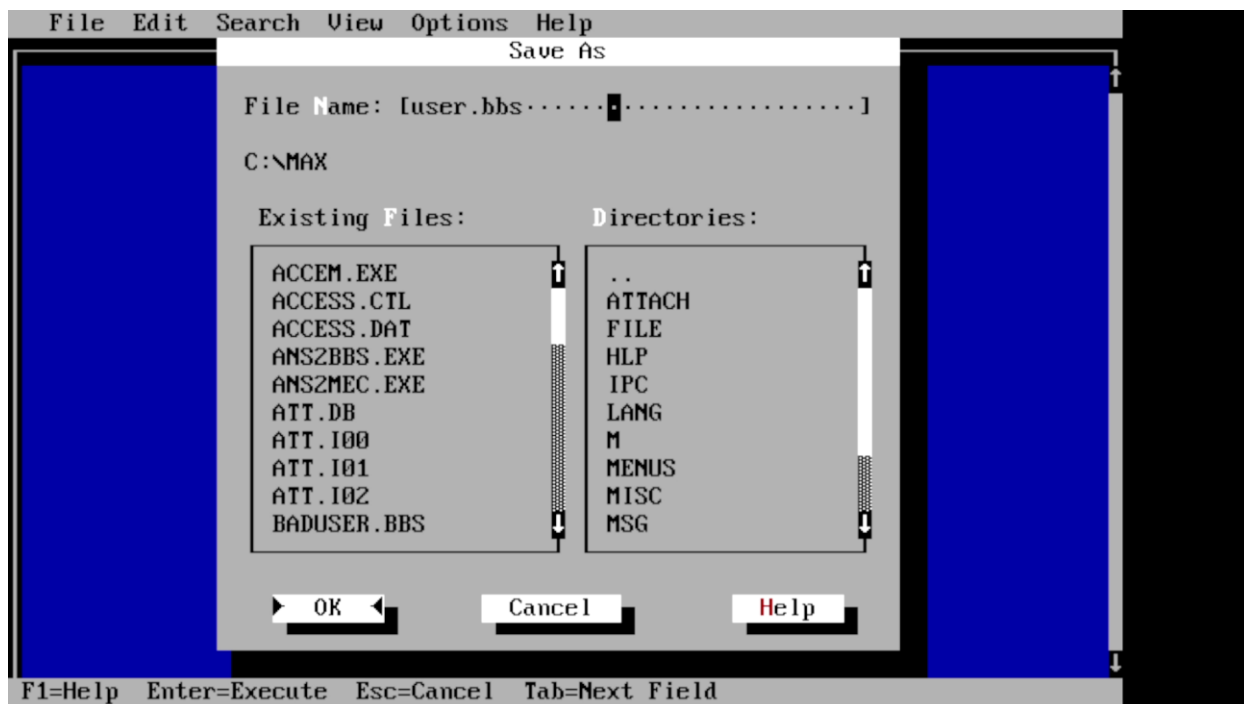 File Edit Search View Options Help
Save As
File Name: [user.bbs·······················]
C:\MAX
Existing Files:
ACCEM.EXE
ACCESS.CTL
ACCESS.DAT
ANS2BBS.EXE
ANS2MEC.EXE
ATT.DB
ATT.I00
ATT.I01
ATT.I02
BADUSER.BBS
Directories:
..
ATTACH
FILE
HLP
IPC
LANG
M
MENUS
MISC
MSG
OK Cancel Help
F1=Help Enter=Execute Esc=Cancel Tab=Next Field